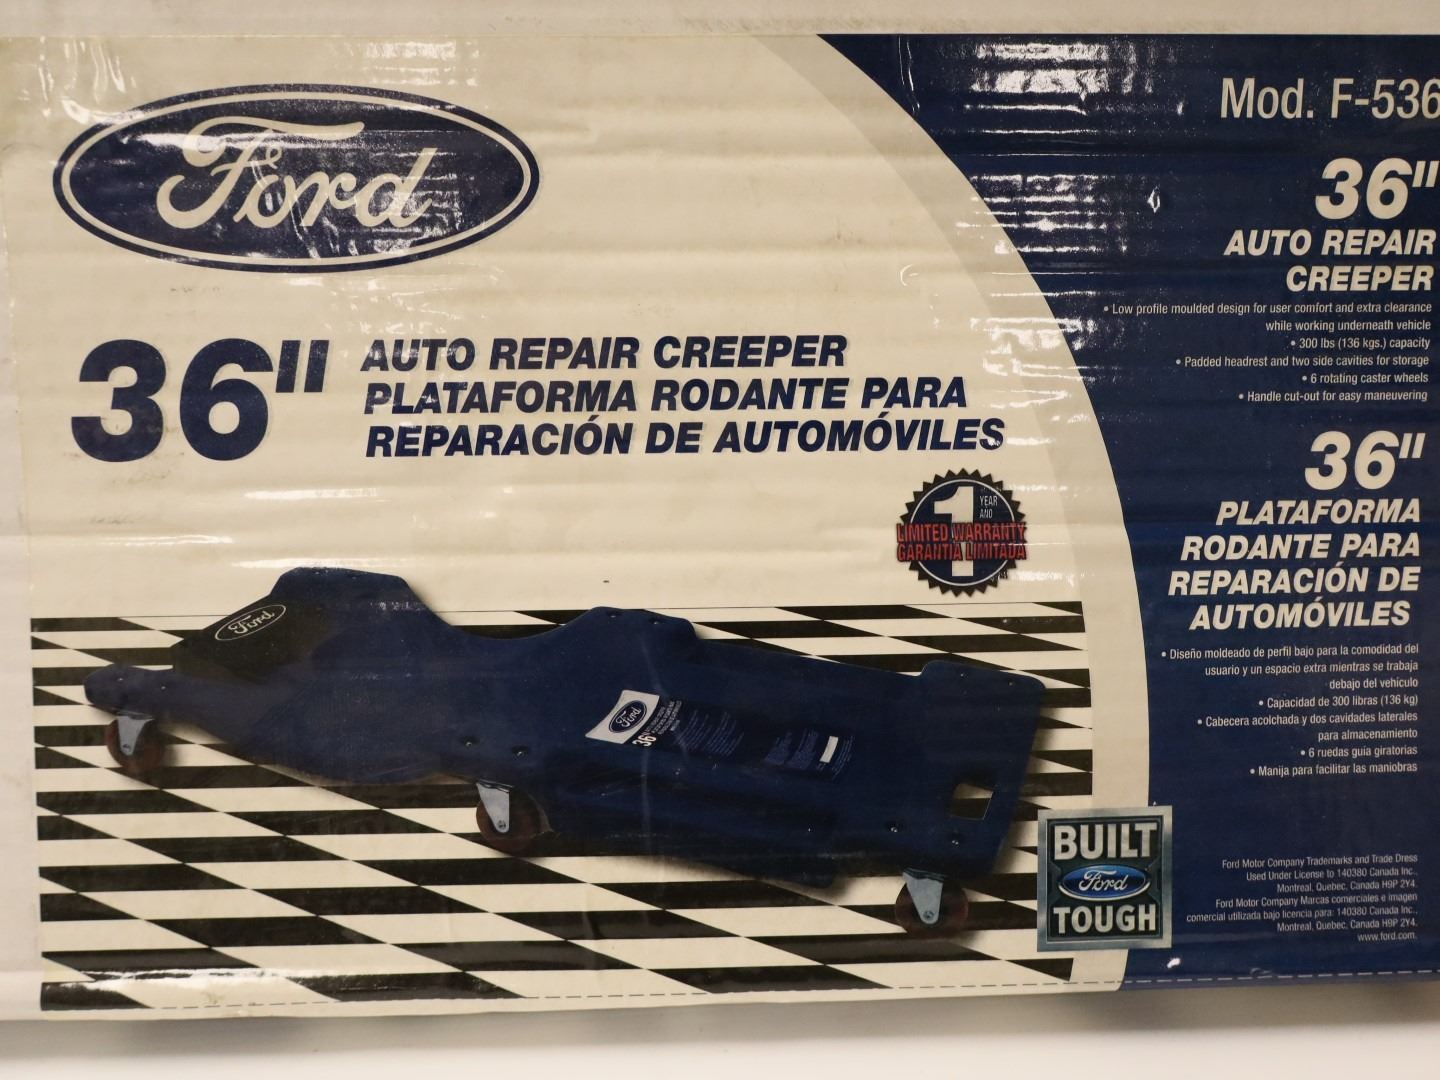 Ford
36"
AUTO REPAIR CREEPER
PLATAFORMA RODANTE PARA
REPARACIÓN DE AUTOMÓVILES
1 YEAR
ANO
LIMITED WARRANTY
GARANTIA LIMITADA
Ford
Ford
36"
BUILT
Ford
TOUGH
Mod. F-536
36"
AUTO REPAIR
CREEPER
• Low profile moulded design for user comfort and extra clearance
while working underneath vehicle
• 300 lbs (136 kgs.) capacity
• Padded headrest and two side cavities for storage
• 6 rotating caster wheels
• Handle cut-out for easy maneuvering
36"
PLATAFORMA
RODANTE PARA
REPARACIÓN DE
AUTOMÓVILES
• Diseño moldeado de perfil bajo para la comodidad del
usuario y un espacio extra mientras se trabaja
debajo del vehículo
• Capacidad de 300 libras (136 kg)
• Cabecera acolchada y dos cavidades laterales
para almacenamiento
• 6 ruedas guía giratorias
• Manija para facilitar las maniobras
Ford Motor Company Trademarks and Trade Dress
Used Under License to 140380 Canada Inc.,
Montreal, Quebec, Canada H9P 2Y4.
Ford Motor Company Marcas comerciales e imagen
comercial utilizada bajo licencia para: 140380 Canada Inc.,
Montreal, Quebec, Canada H9P 2Y4.
www.ford.com.